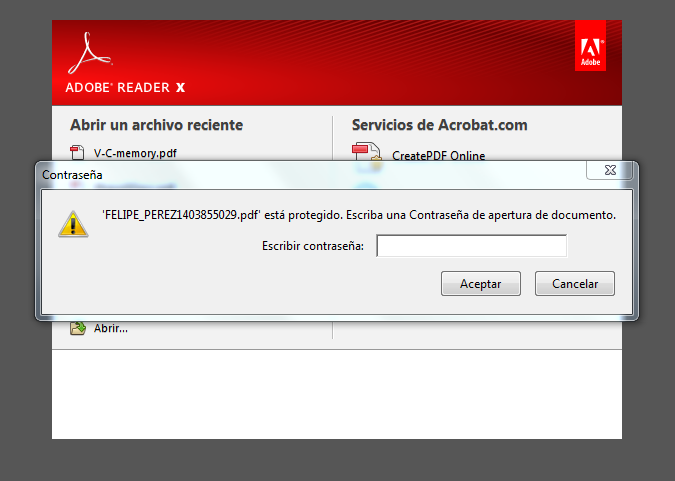 Adobe
ADOBE® READER X
Abrir un archivo reciente
V-C-memory.pdf
Servicios de Acrobat.com
CreatePDF Online
Contraseña
'FELIPE_PEREZ1403855029.pdf' está protegido. Escriba una Contraseña de apertura de documento.
Escribir contraseña:
Aceptar
Cancelar
Abrir...